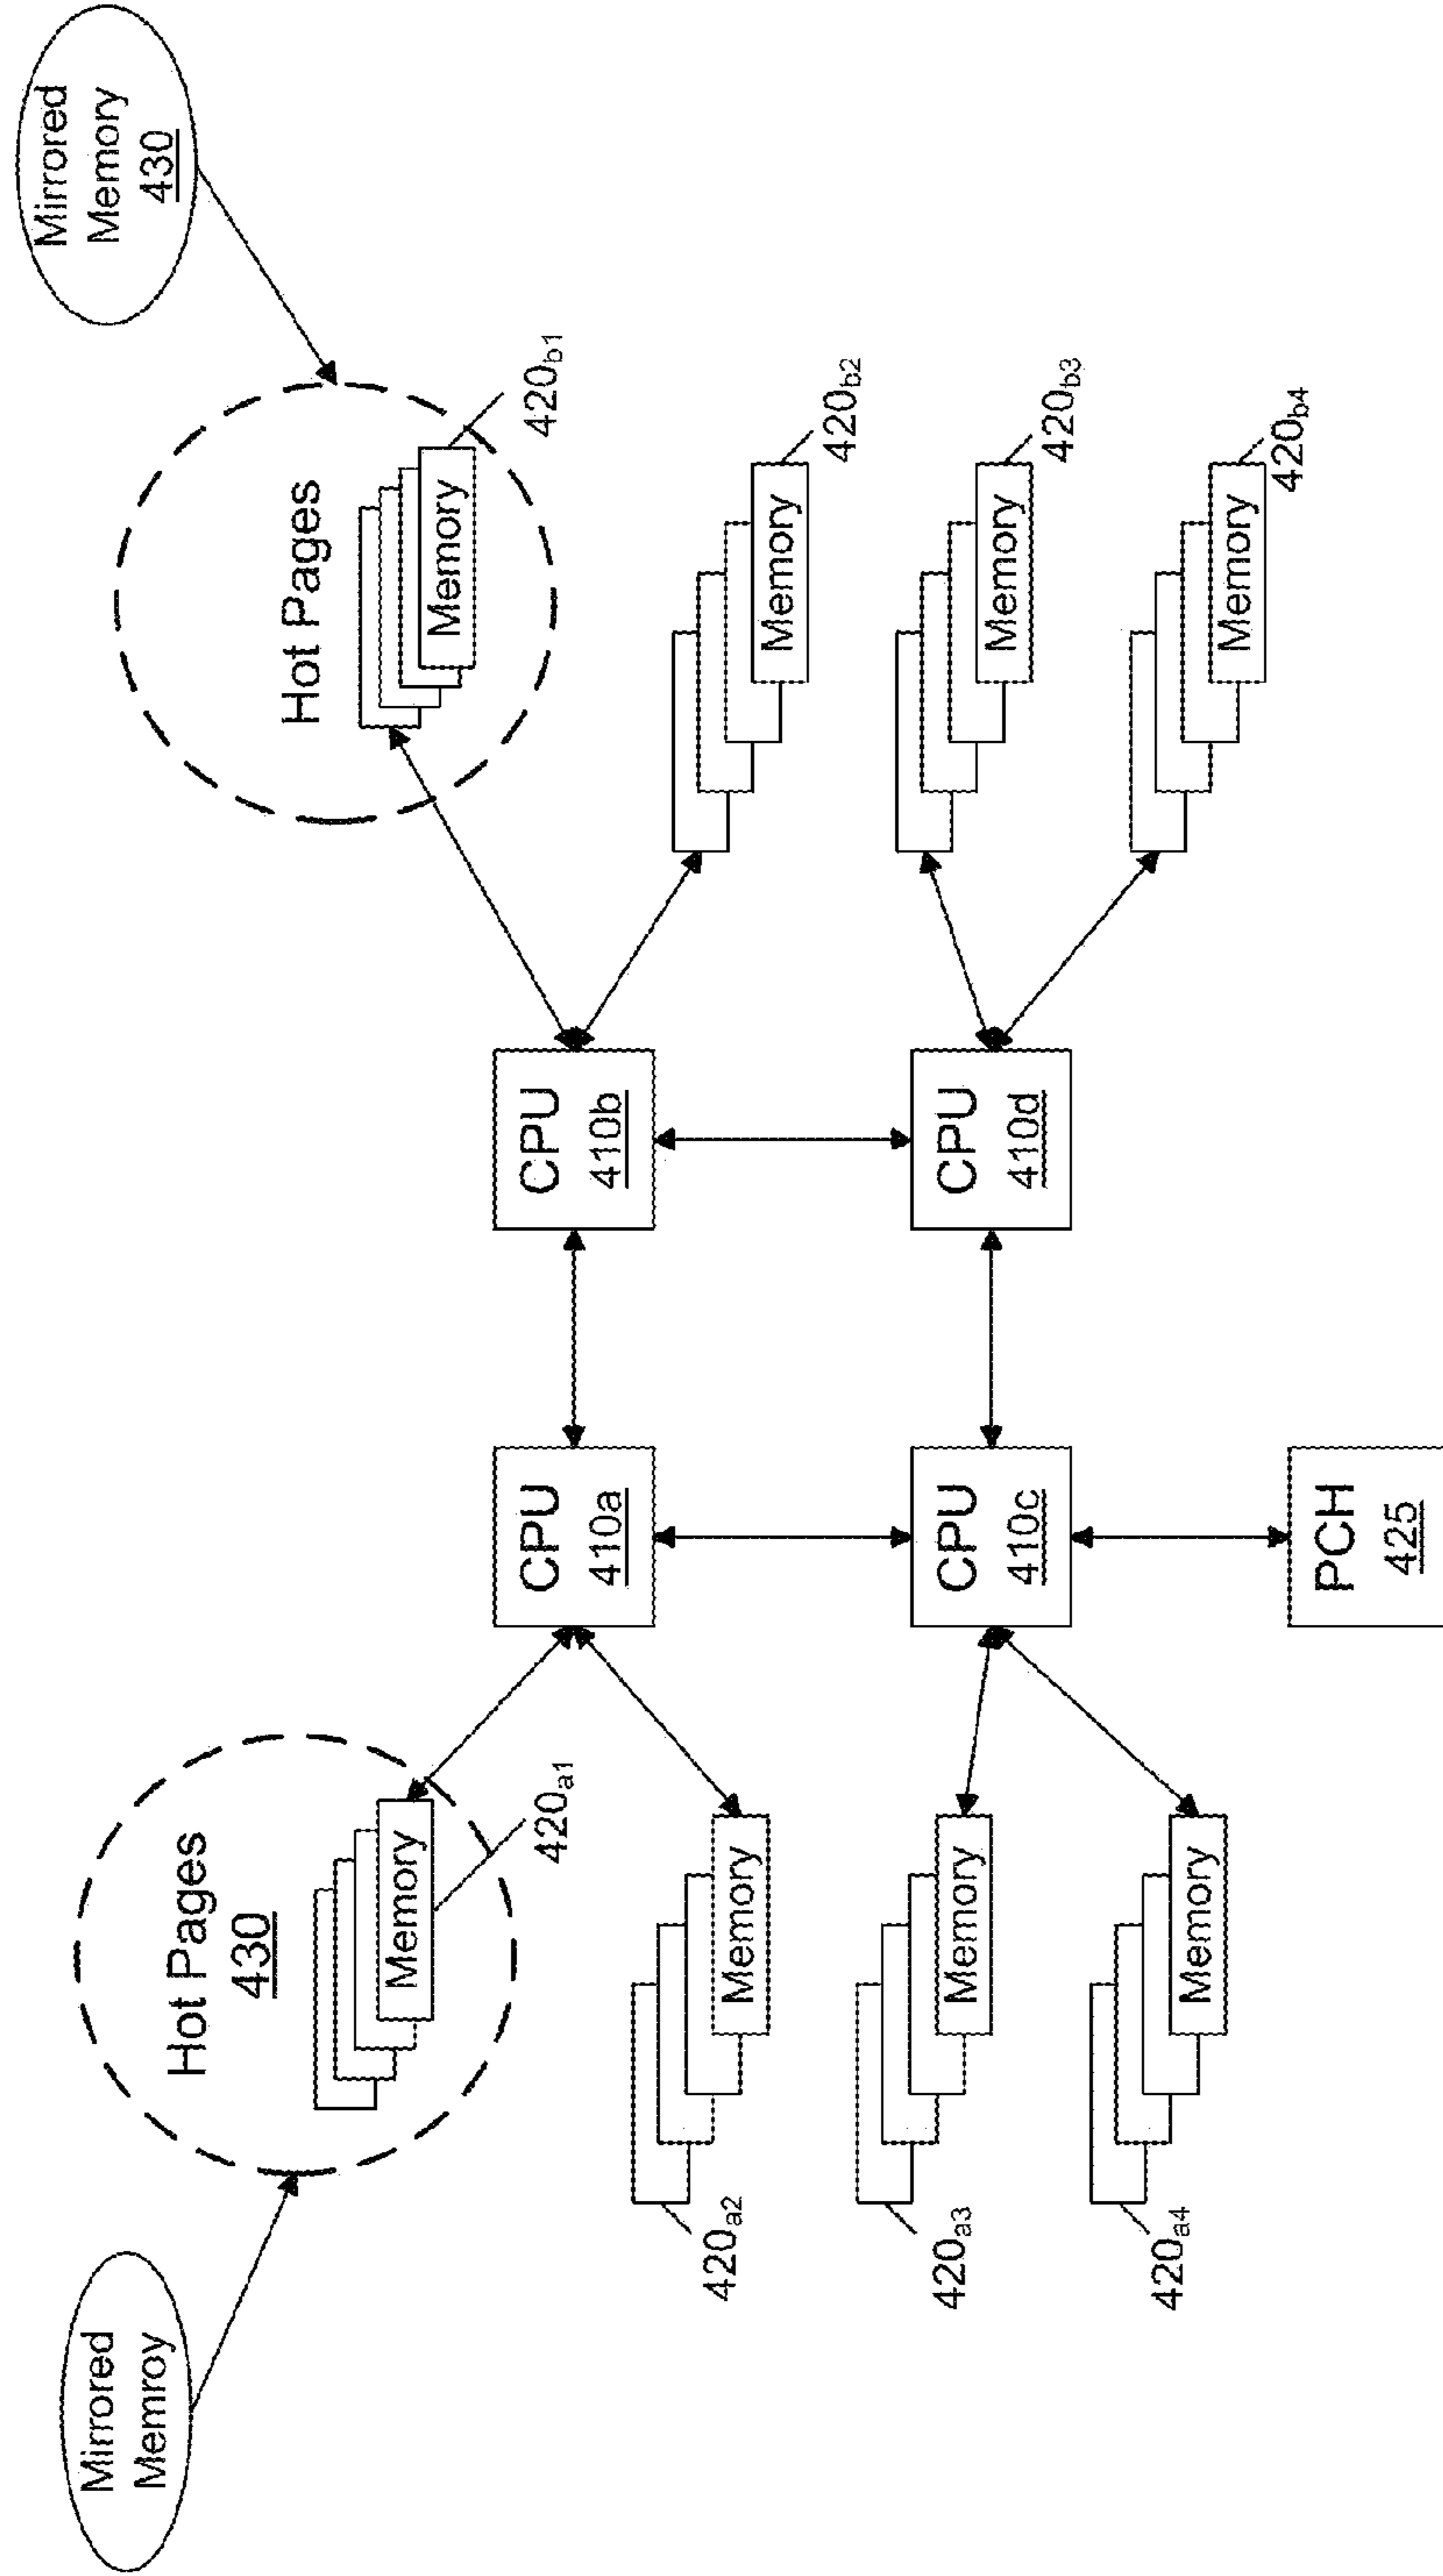 Mirrored
Memroy
Hot Pages
430
Memory
420a1
Hot Pages
Memory
420b1
Mirrored
Memory
430
CPU
410a
CPU
410b
Memory
420a2
Memory
420b2
CPU
410c
CPU
410d
Memory
420a3
Memory
420b3
Memory
420a4
Memory
420b4
PCH
425